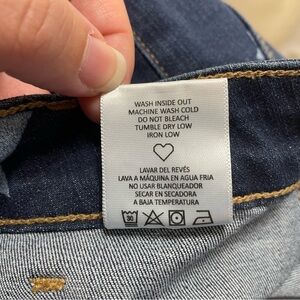 WASH INSIDE OUT
MACHINE WASH COLD
DO NOT BLEACH
TUMBLE DRY LOW
IRON LOW
LAVAR DEL REVÉS
LAVA A MÁQUINA EN AGUA FRIA
NO USAR BLANQUEADOR
SECAR EN SECADORA
A BAJA TEMPERATURA
30